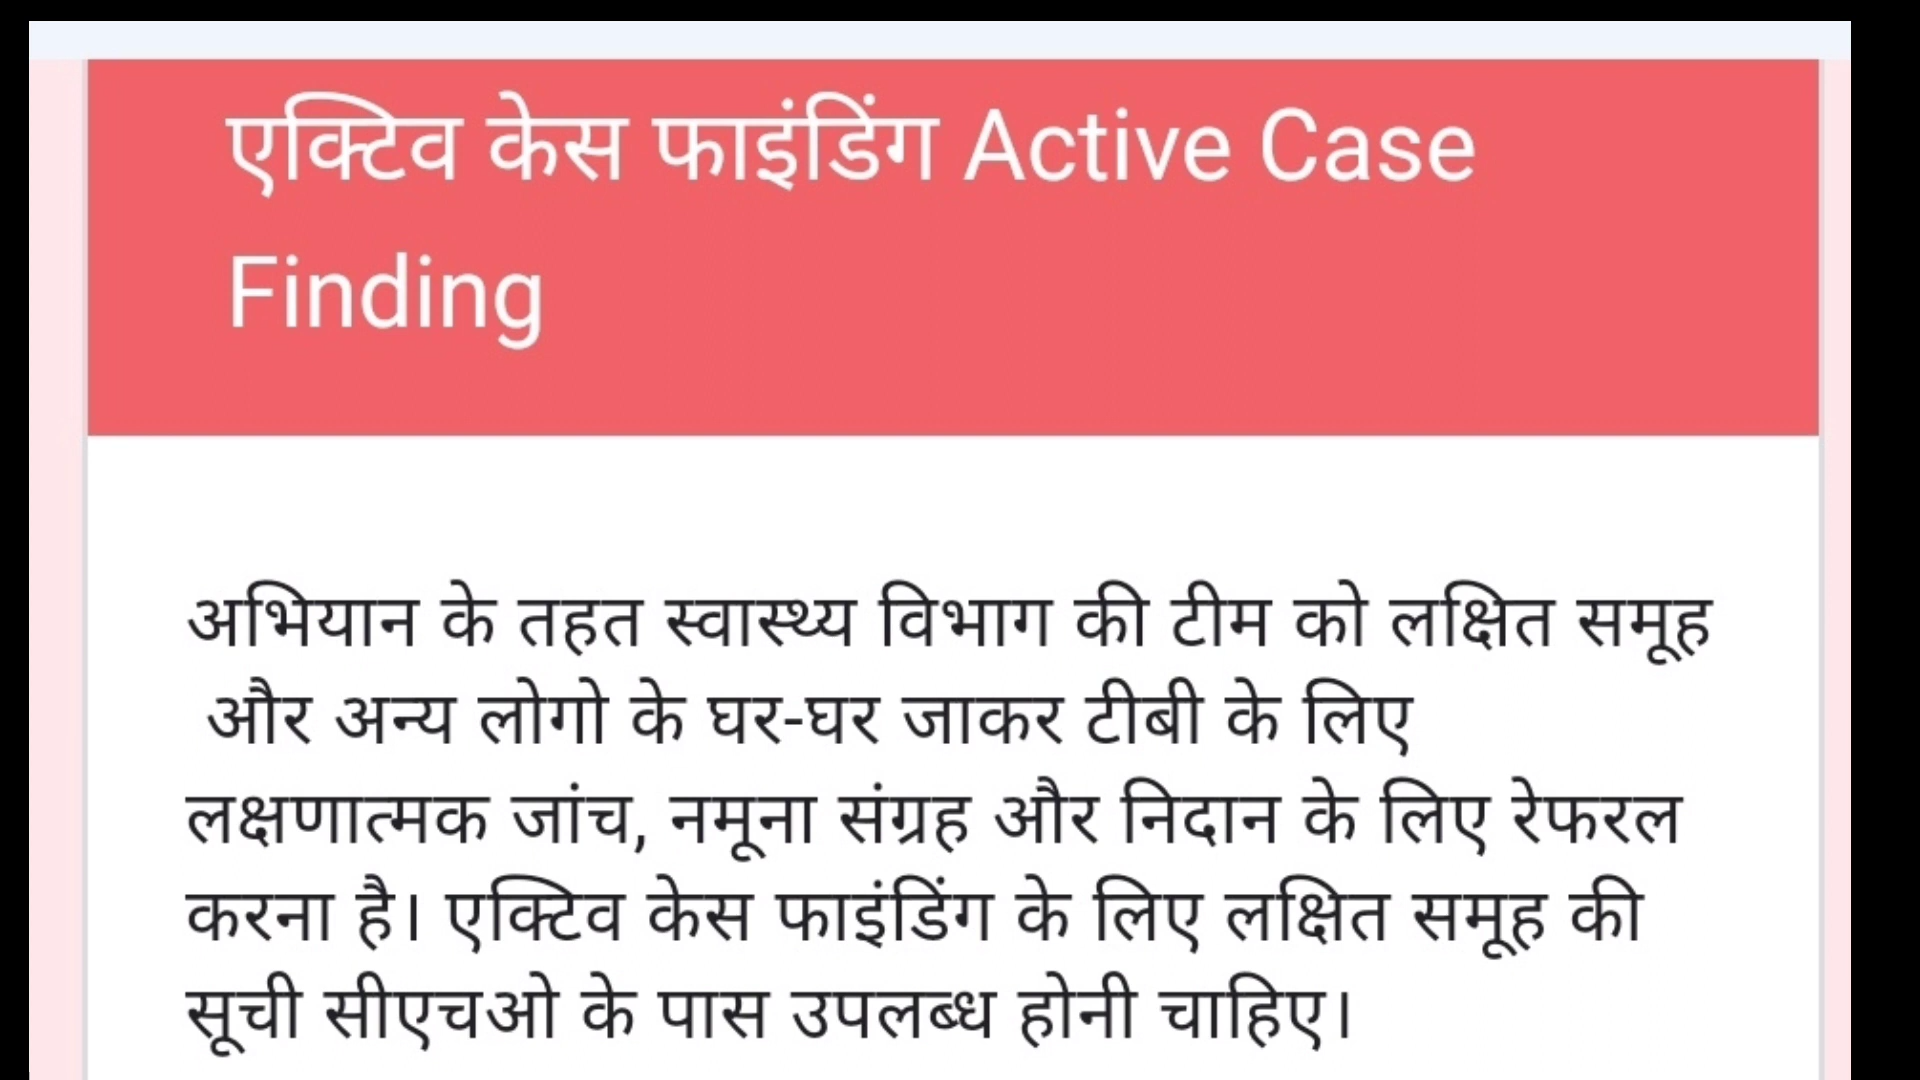 एक्टिव केस फाइंडिंग Active Case
Finding
अभियान के तहत स्वास्थ्य विभाग की टीम को लक्षित समूह
और अन्य लोगो के घर-घर जाकर टीबी के लिए
लक्षणात्मक जांच, नमूना संग्रह और निदान के लिए रेफरल
करना है। एक्टिव केस फाइंडिंग के लिए लक्षित समूह की
सूची सीएचओ के पास उपलब्ध होनी चाहिए।